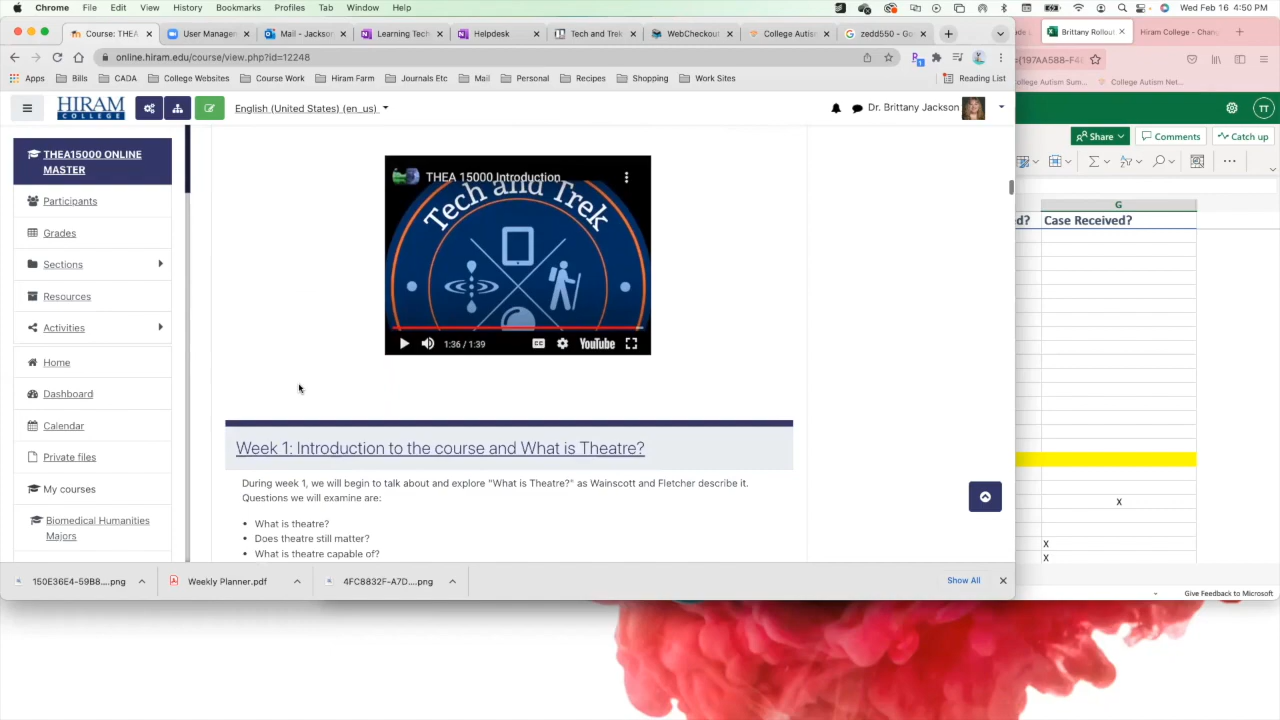 Chrome File Edit View History Bookmarks Profiles Tab Window Help Wed Feb 16 4:50 PM
Course: THEA User Manager Mail - Jackson Learning Tech Helpdesk Tech and Trek WebCheckout College Autism zedd550 - Go
Brittany Rollout Hiram College - Chan
online.hiram.edu/course/view.php?id=12248
Apps Bills CADA College Websites Course Work Hiram Farm Journals Etc Mail Personal Recipes Shopping Work Sites Reading List
College Autism Sum... College Autism Net...
HIRAM COLLEGE English (United States) (en_us) Dr. Brittany Jackson TT
Share Comments Catch up
THEA15000 ONLINE MASTER
Participants
Grades
Sections
Resources
Activities
Home
Dashboard
Calendar
Private files
My courses
Biomedical Humanities
Majors
THEA 15000 Introduction
Tech and Trek
1:36 / 1:39 CC YouTube
Week 1: Introduction to the course and What is Theatre?
During week 1, we will begin to talk about and explore "What is Theatre?" as Wainscott and Fletcher describe it.
Questions we will examine are:
• What is theatre?
• Does theatre still matter?
• What is theatre capable of?
G
d? Case Received?
X
X
X
150E36E4-59B8....png Weekly Planner.pdf 4FC8832F-A7D....png Show All
Give Feedback to Microsoft